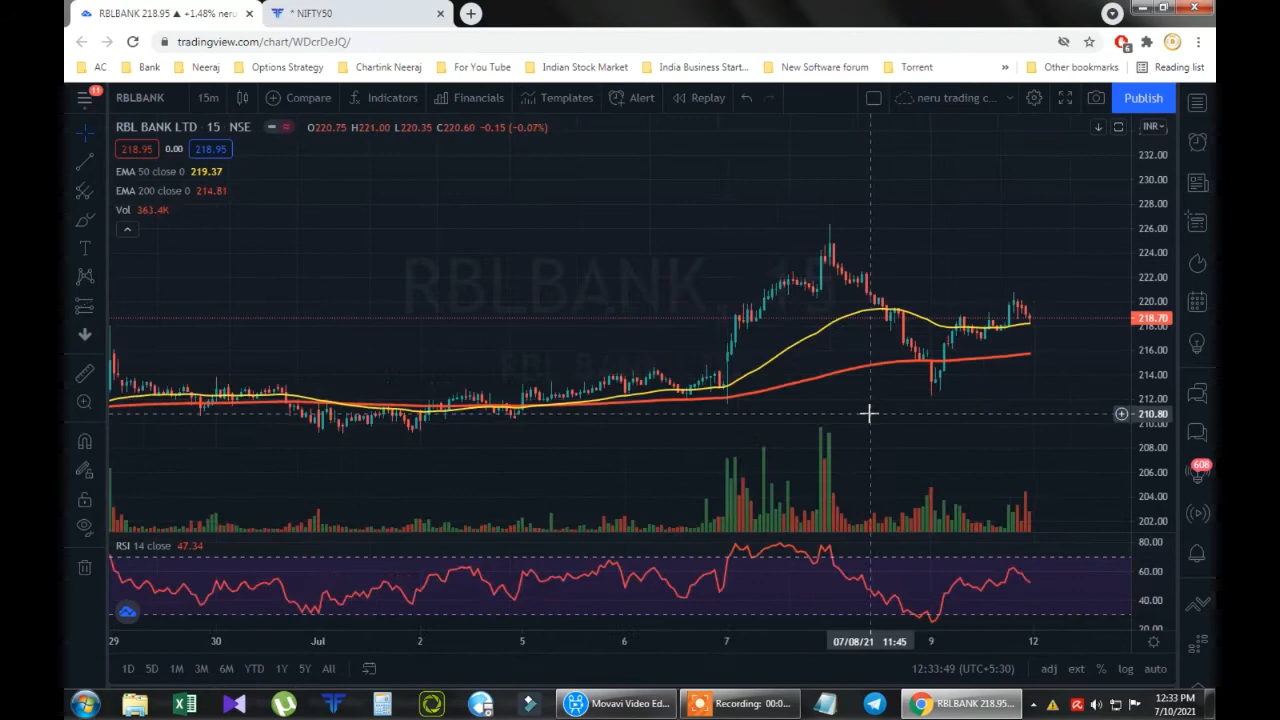 RBLBANK 218.95 ▲ +1.48% neru
* NIFTY50
tradingview.com/chart/WDcrDeJQ/
6
AC Bank Neeraj Options Strategy Chartink Neeraj For You Tube Indian Stock Market India Business Start... New Software forum Torrent » Other bookmarks Reading list
11
RBLBANK 15m Compare Indicators Financials Templates Alert Replay neru trading c... Publish
RBL BANK LTD · 15 · NSE O220.75 H221.00 L220.35 C220.60 −0.15 (−0.07%)
INR
218.95 0.00 218.95
EMA 50 close 0 219.37
EMA 200 close 0 214.81
Vol 363.4K
RBLBANK, 15
232.00
230.00
228.00
226.00
224.00
222.00
220.00
218.70
218.00
216.00
214.00
212.00
210.80
210.00
208.00
206.00
204.00
202.00
608
RSI 14 close 47.34
80.00
60.00
40.00
20.00
29 30 Jul 2 5 6 7 07/08/21 11:45 9 12
1D 5D 1M 3M 6M YTD 1Y 5Y All 12:33:49 (UTC+5:30) adj ext % log auto
Movavi Video Ed...
Recording: 00:0...
RBLBANK 218.95...
12:33 PM
7/10/2021